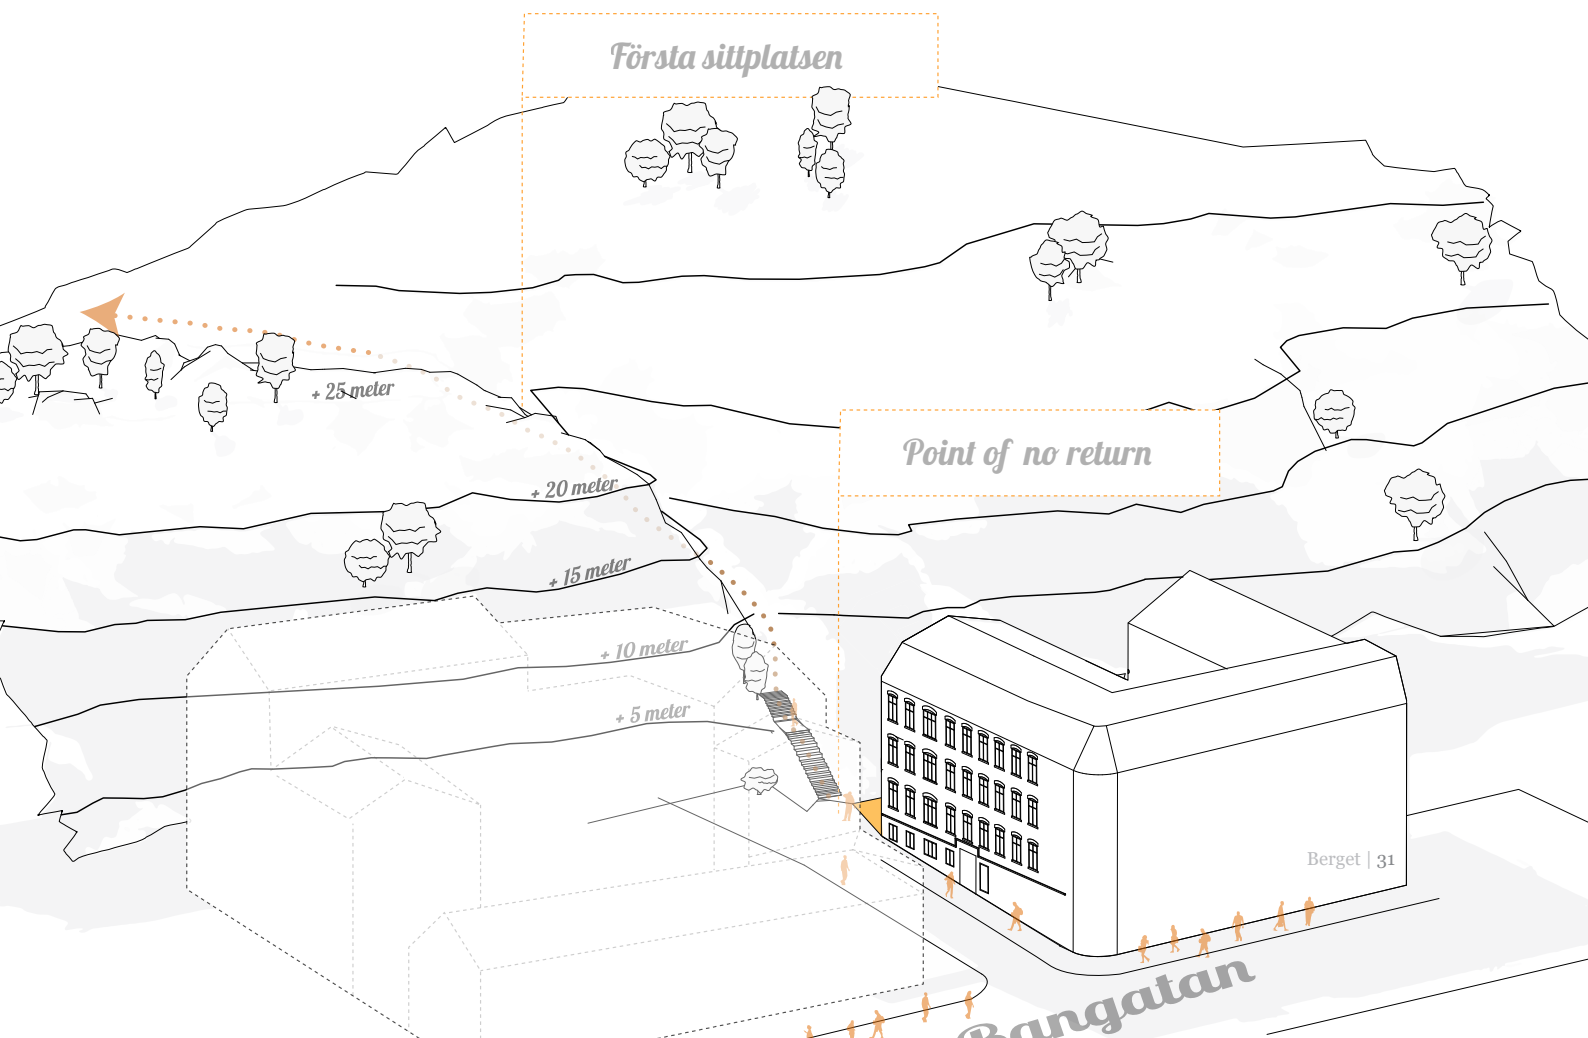 Första sittplatsen
+ 25 meter
Point of no return
+ 20 meter
+ 15 meter
+ 10 meter
+ 5 meter
Berget | 31
Bangatan